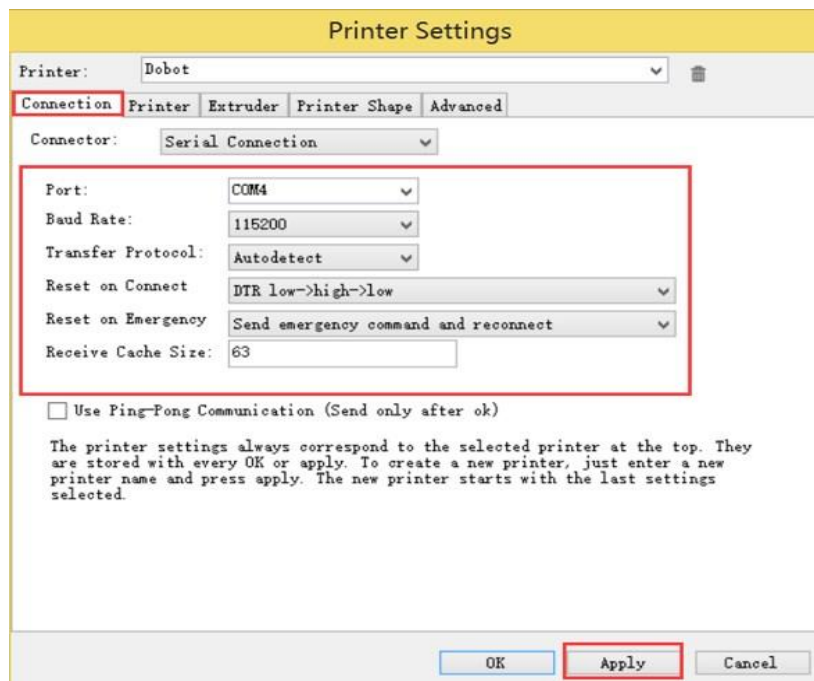 Printer Settings
Printer: Dobot
Connection Printer Extruder Printer Shape Advanced
Connector: Serial Connection
Port: COM4
Baud Rate: 115200
Transfer Protocol: Autodetect
Reset on Connect DTR low->high->low
Reset on Emergency Send emergency command and reconnect
Receive Cache Size: 63
Use Ping-Pong Communication (Send only after ok)
The printer settings always correspond to the selected printer at the top. They
are stored with every OK or apply. To create a new printer, just enter a new
printer name and press apply. The new printer starts with the last settings
selected.
OK Apply Cancel